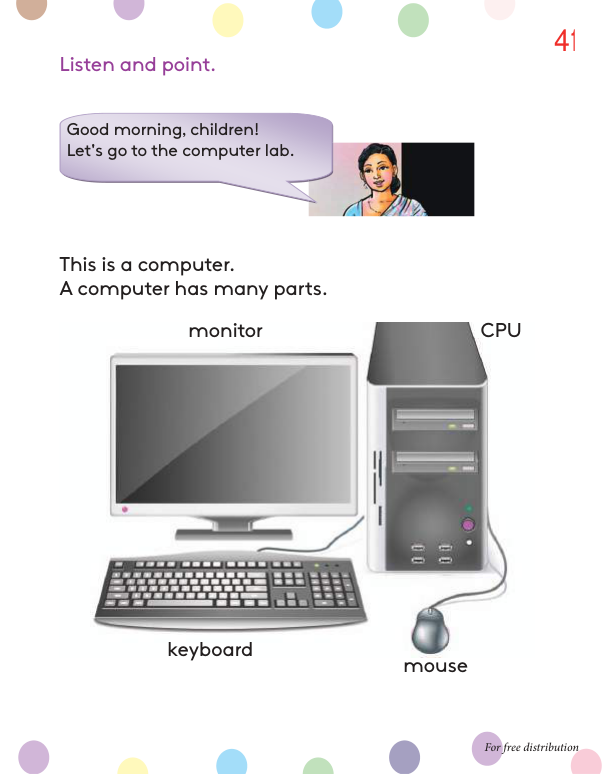 41
Listen and point.
Good morning, children!
Let's go to the computer lab.
This is a computer.
A computer has many parts.
monitor
CPU
keyboard
mouse
For free distribution